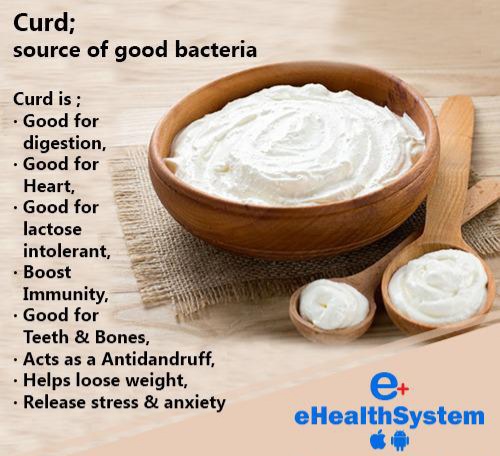 Curd;
source of good bacteria
Curd is ;
· Good for
digestion,
· Good for
Heart,
· Good for
lactose
intolerant,
· Boost
Immunity,
· Good for
Teeth & Bones,
· Acts as a Antidandruff,
· Helps loose weight,
· Release stress & anxiety
e+
eHealthSystem